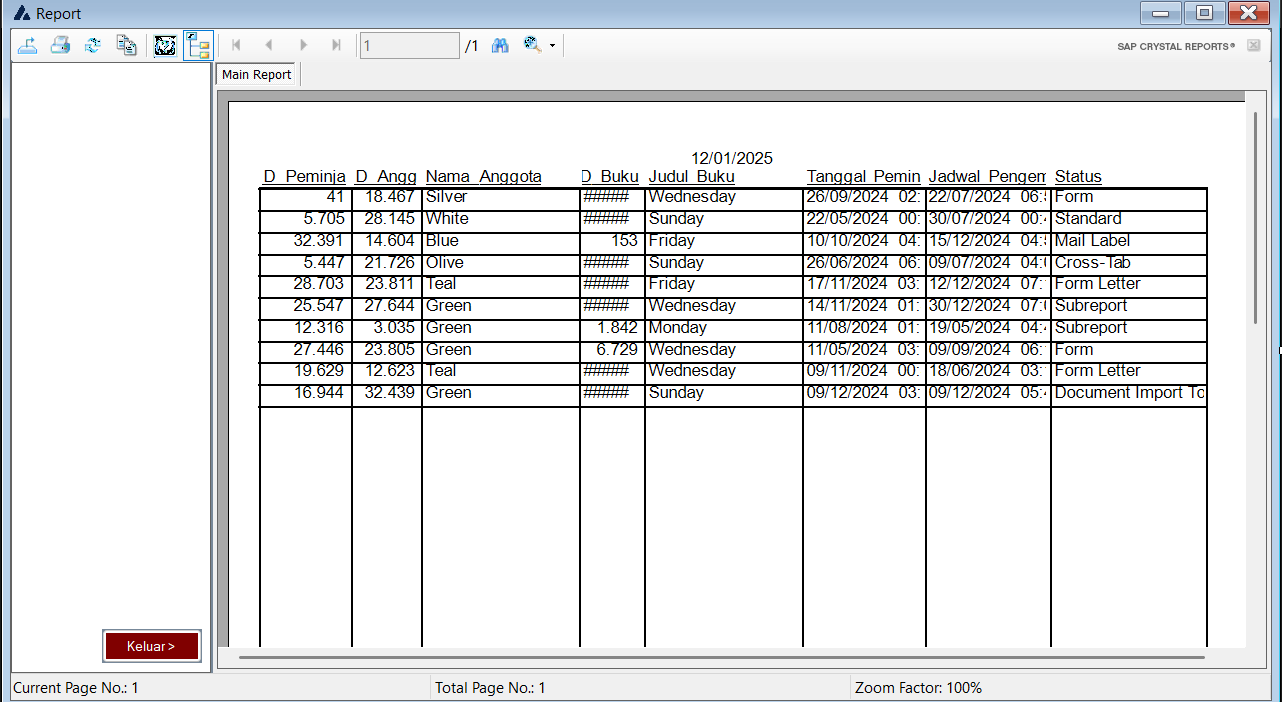 Report
1 /1 SAP CRYSTAL REPORTS®
Main Report
12/01/2025
D_Peminja D_Angg Nama_Anggota D_Buku Judul_Buku Tanggal_Pemin Jadwal_Pengem Status
41 18.467 Silver ##### Wednesday 26/09/2024 02: 22/07/2024 06: Form
5.705 28.145 White ##### Sunday 22/05/2024 00: 30/07/2024 00: Standard
32.391 14.604 Blue 153 Friday 10/10/2024 04: 15/12/2024 04: Mail Label
5.447 21.726 Olive ##### Sunday 26/06/2024 06: 09/07/2024 04: Cross-Tab
28.703 23.811 Teal ##### Friday 17/11/2024 03: 12/12/2024 07: Form Letter
25.547 27.644 Green ##### Wednesday 14/11/2024 01: 30/12/2024 07: Subreport
12.316 3.035 Green 1.842 Monday 11/08/2024 01: 19/05/2024 04: Subreport
27.446 23.805 Green 6.729 Wednesday 11/05/2024 03: 09/09/2024 06: Form
19.629 12.623 Teal ##### Wednesday 09/11/2024 00: 18/06/2024 03: Form Letter
16.944 32.439 Green ##### Sunday 09/12/2024 03: 09/12/2024 05: Document Import To
Keluar >
Current Page No.: 1 Total Page No.: 1 Zoom Factor: 100%